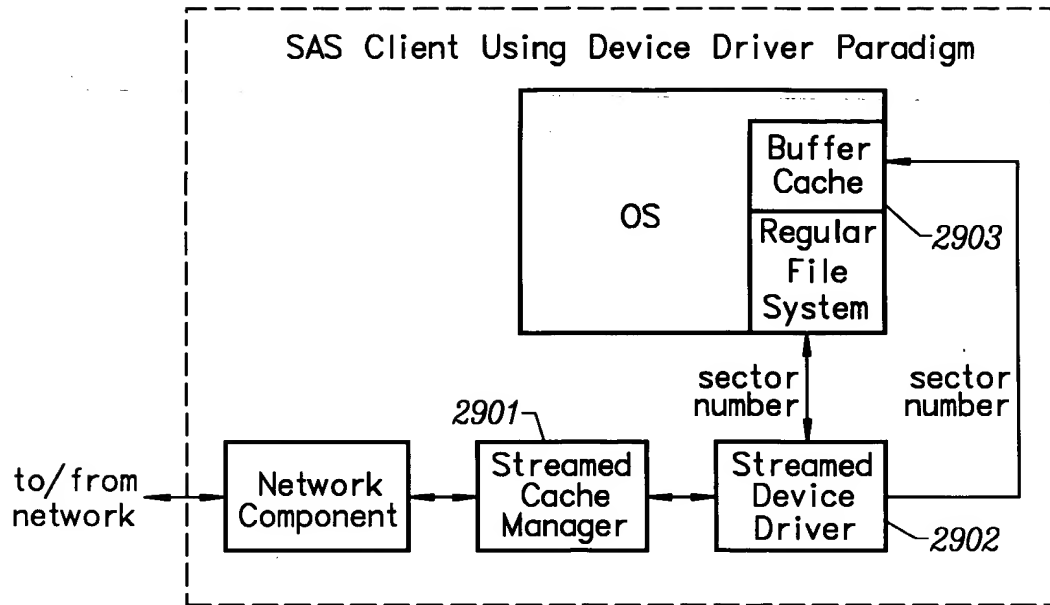 SAS Client Using Device Driver Paradigm
Buffer
Cache
OS
2903
Regular
File
System
sector
number
sector
number
2901
to/from
network
Network
Component
Streamed
Cache
Manager
Streamed
Device
Driver
2902